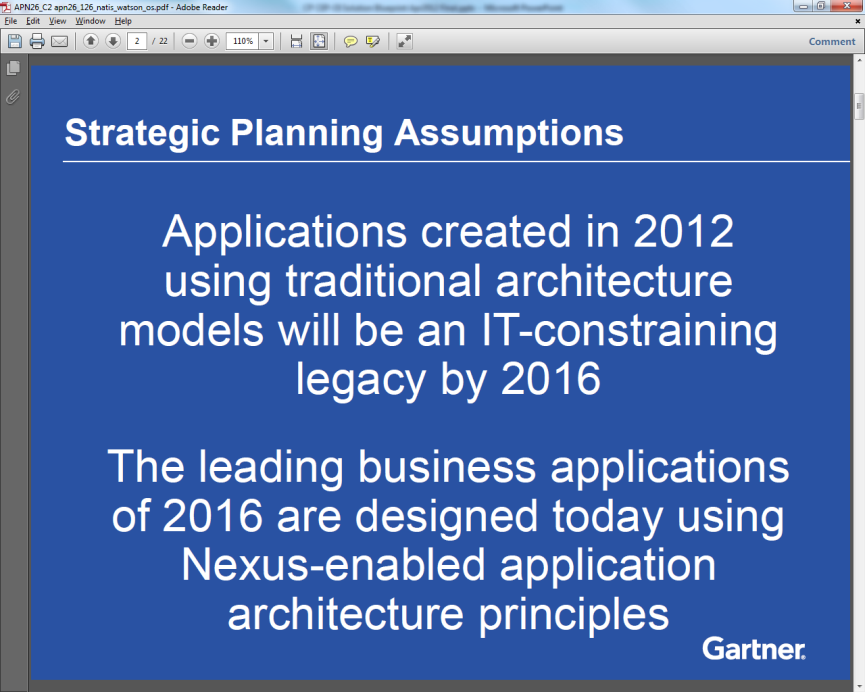 APN26_C2 apn26_126_natis_watson_os.pdf - Adobe Reader
File Edit View Window Help
2 / 22 110% Comment
Strategic Planning Assumptions
Applications created in 2012
using traditional architecture
models will be an IT-constraining
legacy by 2016
The leading business applications
of 2016 are designed today using
Nexus-enabled application
architecture principles
Gartner.